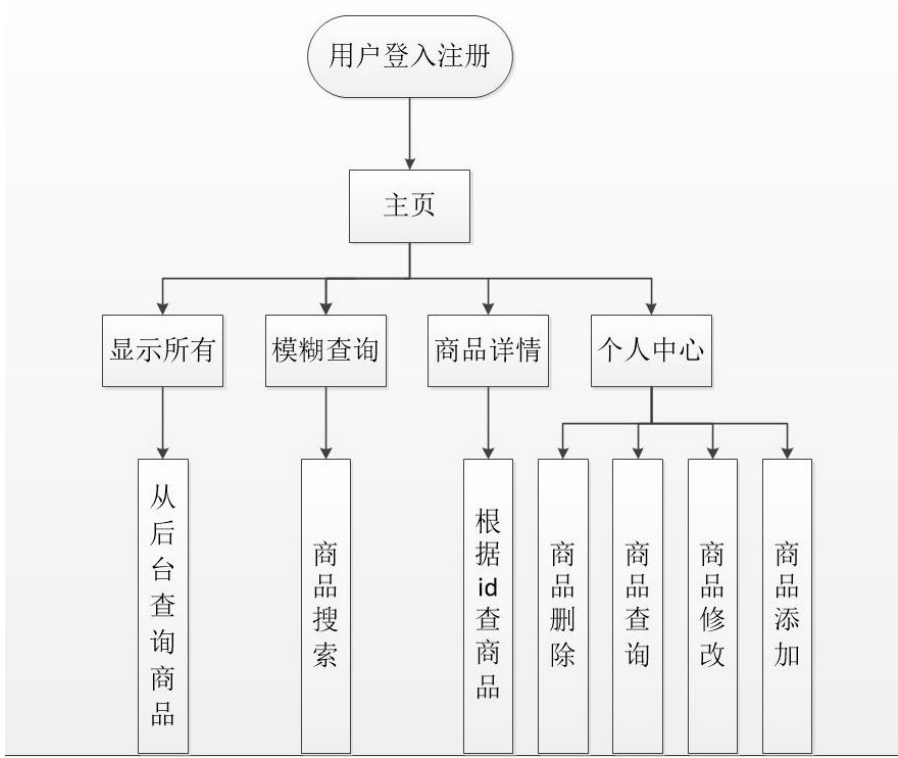 用户登入注册
主页
显示所有
模糊查询
商品详情
个人中心
从后台查询商品
商品搜索
根据id查商品
商品删除
商品查询
商品修改
商品添加